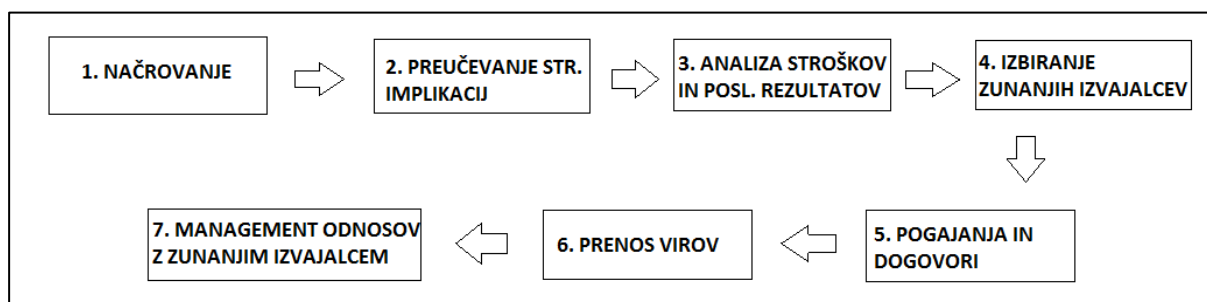 1. NAČROVANJE
2. PREUČEVANJE STR.
IMPLIKACIJ
3. ANALIZA STROŠKOV
IN POSL. REZULTATOV
4. IZBIRANJE
ZUNANJIH IZVAJALCEV
5. POGAJANJA IN
DOGOVORI
6. PRENOS VIROV
7. MANAGEMENT ODNOSOV
Z ZUNANJIM IZVAJALCEM